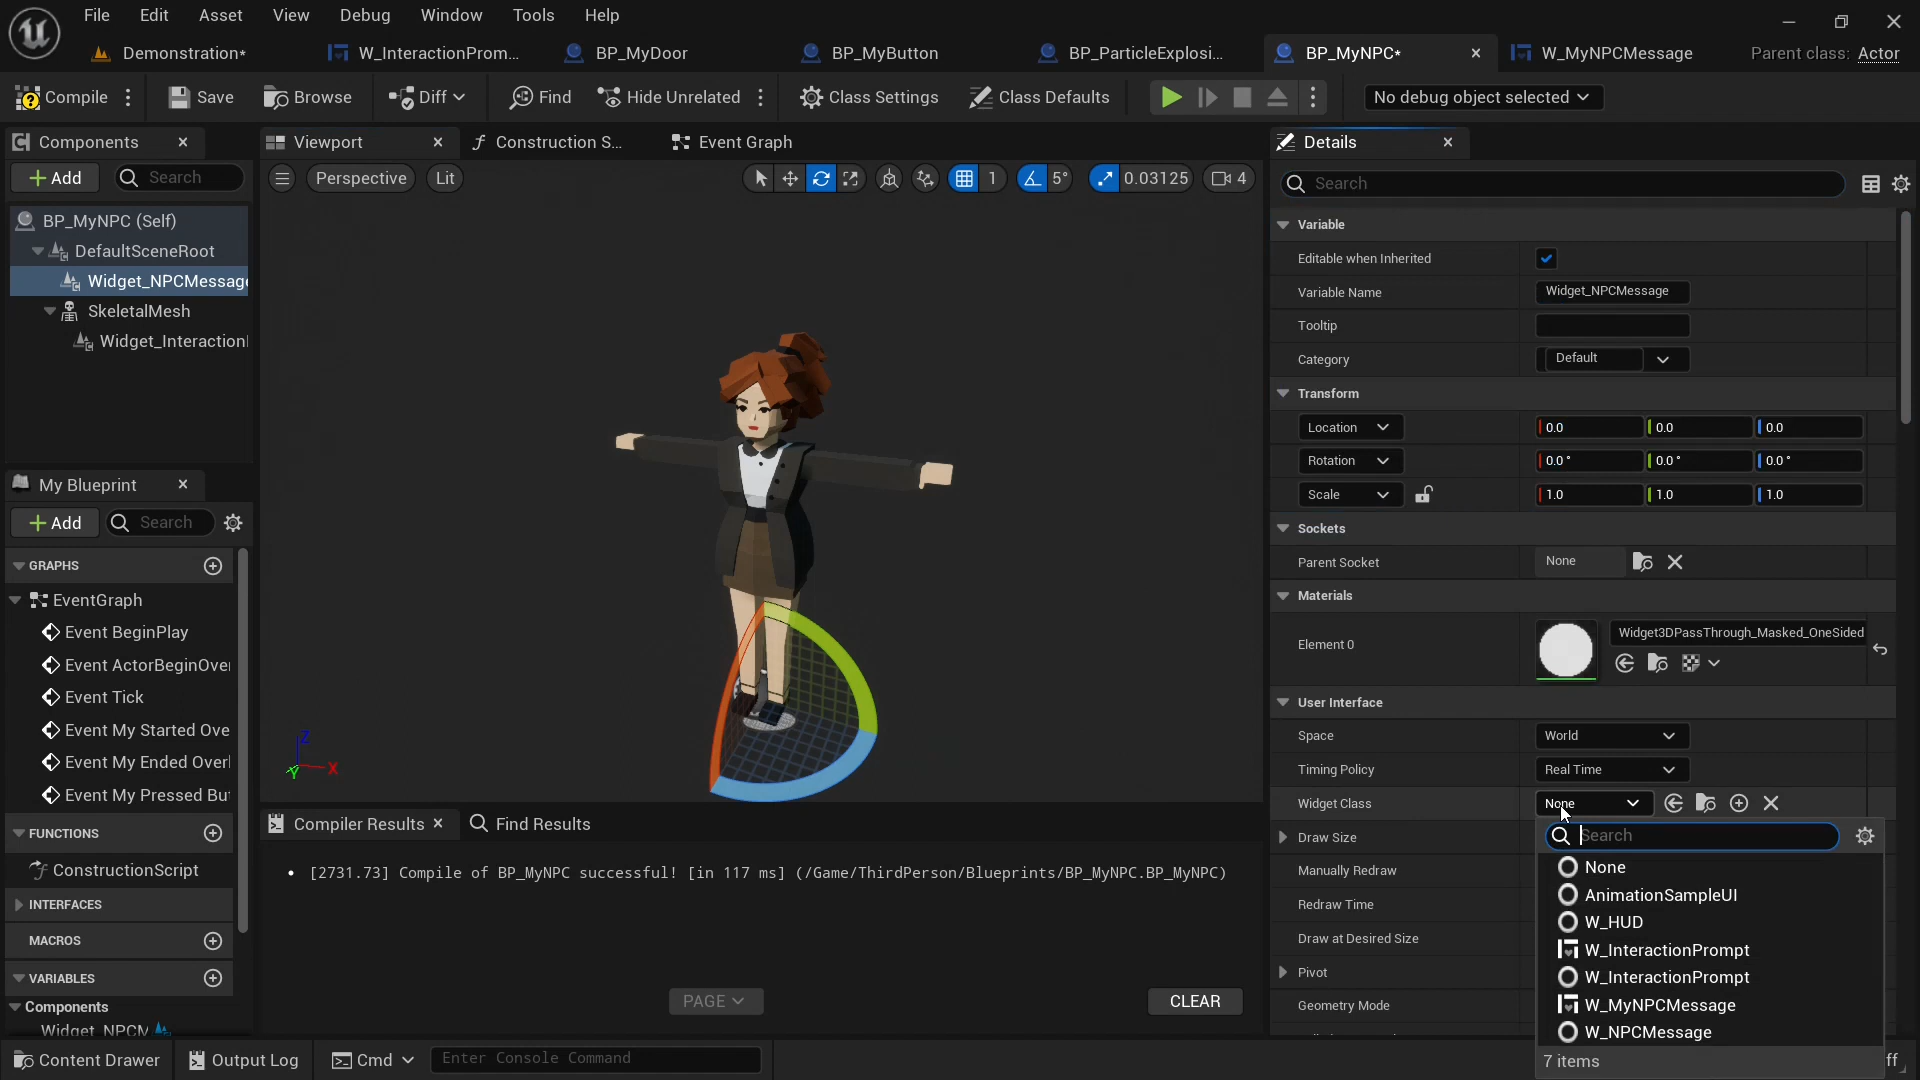 File Edit Asset View Debug Window Tools Help
Demonstration* W_InteractionProm... BP_MyDoor BP_MyButton BP_ParticleExplosi... BP_MyNPC* W_MyNPCMessage Parent class: Actor
Compile Save Browse Diff Find Hide Unrelated Class Settings Class Defaults No debug object selected
Components
Add Search
BP_MyNPC (Self)
DefaultSceneRoot
Widget_NPCMessage
SkeletalMesh
Widget_Interaction
My Blueprint
Add Search
GRAPHS
EventGraph
Event BeginPlay
Event ActorBeginOver
Event Tick
Event My Started Ove
Event My Ended Over
Event My Pressed Bu
FUNCTIONS
ConstructionScript
INTERFACES
MACROS
VARIABLES
Components
Widget_NPCM
Viewport Construction S... Event Graph
Perspective Lit 1 5° 0.03125 4
Z
X
Y
Compiler Results Find Results
• [2731.73] Compile of BP_MyNPC successful! [in 117 ms] (/Game/ThirdPerson/Blueprints/BP_MyNPC.BP_MyNPC)
PAGE CLEAR
Details
Search
Variable
Editable when Inherited
Variable Name Widget_NPCMessage
Tooltip
Category Default
Transform
Location 0.0 0.0 0.0
Rotation 0.0° 0.0° 0.0°
Scale 1.0 1.0 1.0
Sockets
Parent Socket None
Materials
Element 0 Widget3DPassThrough_Masked_OneSided
User Interface
Space World
Timing Policy Real Time
Widget Class None
Draw Size
Manually Redraw
Redraw Time
Draw at Desired Size
Pivot
Geometry Mode
Search
None
AnimationSampleUI
W_HUD
W_InteractionPrompt
W_InteractionPrompt
W_MyNPCMessage
W_NPCMessage
7 items
Content Drawer Output Log Cmd Enter Console Command